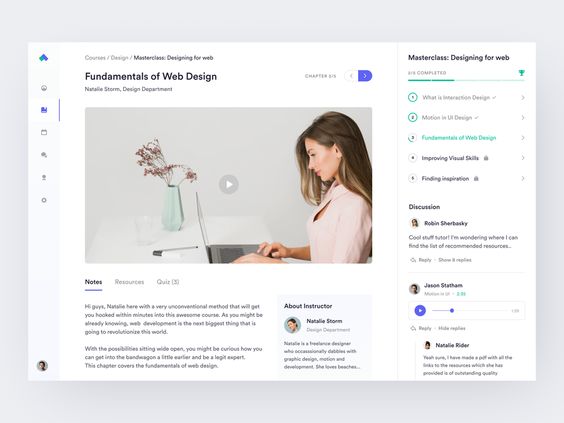 Courses / Design / Masterclass: Designing for web
Fundamentals of Web Design
Natalie Storm, Design Department
CHAPTER 3/5
Notes
Resources
Quiz (3)
Hi guys, Natalie here with a very unconventional method that will get
you hooked within minutes into this awesome course. As you might be
already knowing, web development is the next biggest thing that is
going to revolutionize this world.
With the possibilities sitting wide open, you might be curious how you
can get into the bandwagon a little earlier and be a legit expert.
This chapter covers the fundamentals of web design.
About Instructor
Natalie Storm
Design Department
Natalie is a freelance designer
who occassionally dabbles with
graphic design, motion and
development. She loves beaches...
Masterclass: Designing for web
2/5 COMPLETED
1 What is Interaction Design
2 Motion in UI Design
3 Fundamentals of Web Design
4 Improving Visual Skills
5 Finding inspiration
Discussion
Robin Sherbasky
Cool stuff tutor! I'm wondering where I can
find the list of recommended resources..
Reply • Show 8 replies
Jason Statham
Motion in UI • 2:35
Reply • Hide replies
Natalie Rider
Yeah sure, I have made a pdf with all the
links to the resources which she has
provided is of outstanding quality